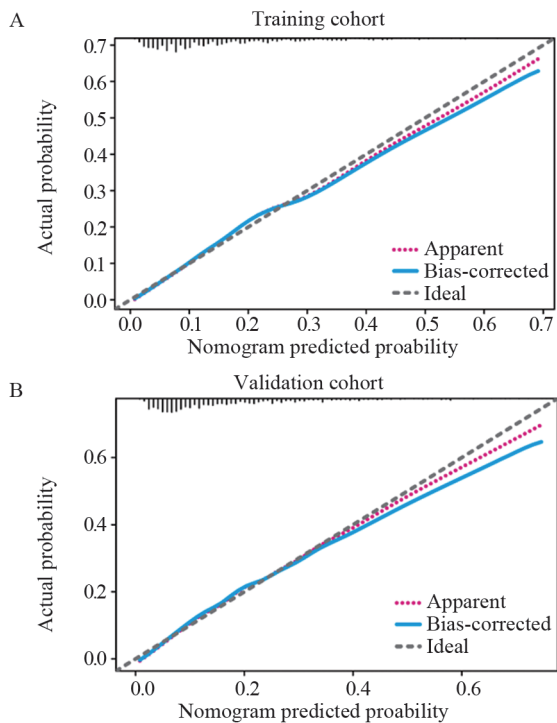 A
Training cohort
0.7
0.6
0.5
0.4
0.3
0.2
0.1
0.0
Actual probability
Apparent
Bias-corrected
Ideal
0.0 0.1 0.2 0.3 0.4 0.5 0.6 0.7
Nomogram predicted proability
B
Validation cohort
0.6
0.4
0.2
0.0
Actual probability
Apparent
Bias-corrected
Ideal
0.0 0.2 0.4 0.6
Nomogram predicted proability